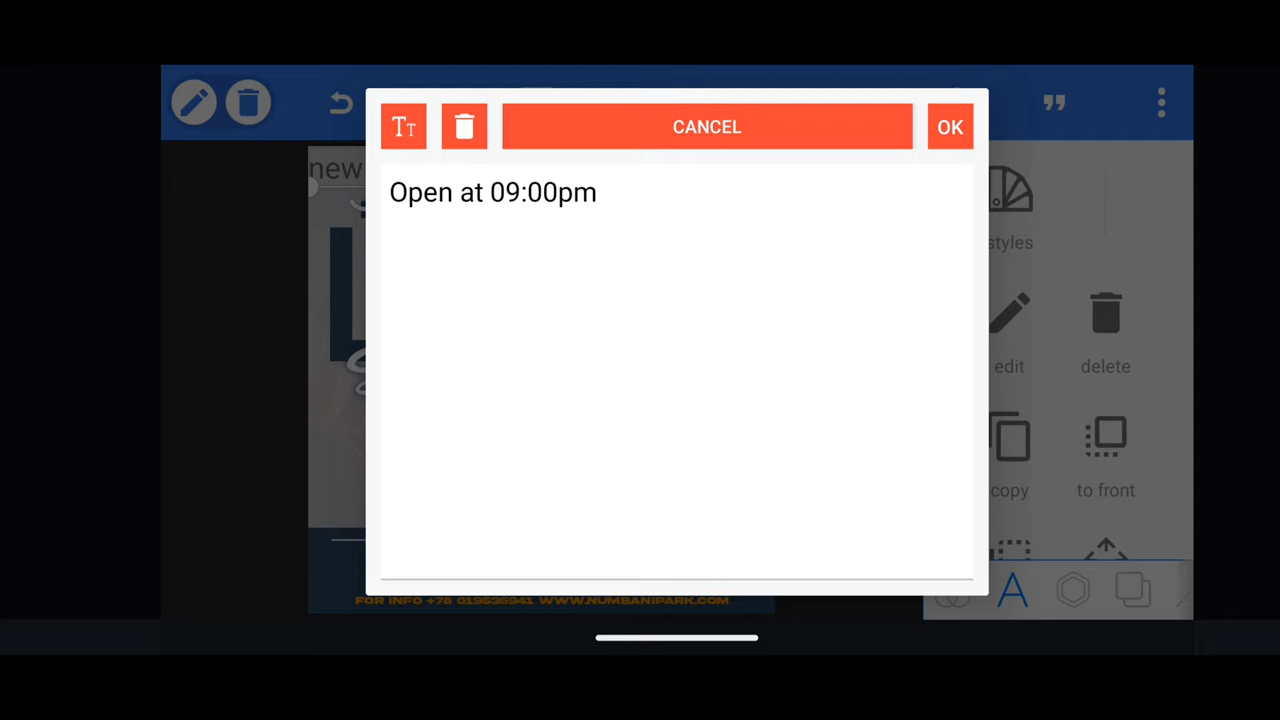 Tт CANCEL OK
new
Open at 09:00pm
styles
edit delete
copy to front
A
FOR INFO +78 019536941 WWW.NUMBANIPARK.COM